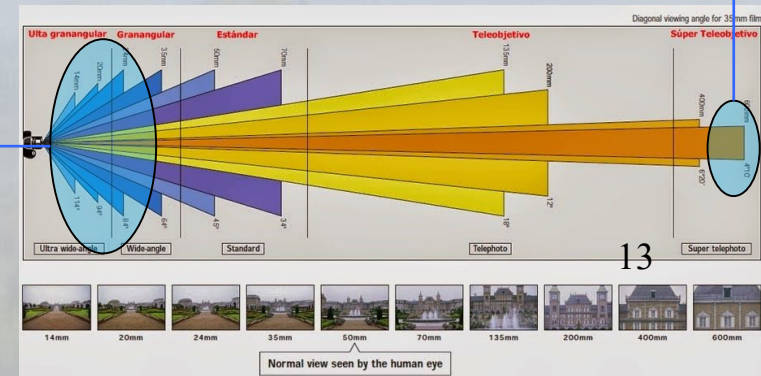 Diagonal viewing angle for 35mm film
Ulta granangular Granangular Estándar Teleobjetivo Súper Teleobjetivo
14mm 20mm 24mm 35mm 50mm 70mm 135mm 200mm 400mm
114° 94° 84° 64° 46° 34° 18° 12° 6°20' 4°10'
Ultra wide-angle Wide-angle Standard Telephoto Super telephoto
13
14mm 20mm 24mm 35mm 50mm 70mm 135mm 200mm 400mm 600mm
Normal view seen by the human eye